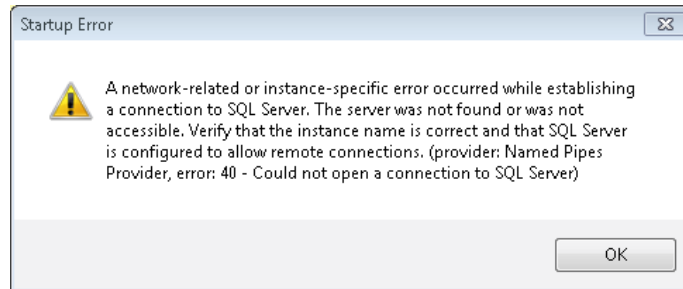 Startup Error
A network-related or instance-specific error occurred while establishing
a connection to SQL Server. The server was not found or was not
accessible. Verify that the instance name is correct and that SQL Server
is configured to allow remote connections. (provider: Named Pipes
Provider, error: 40 - Could not open a connection to SQL Server)
OK